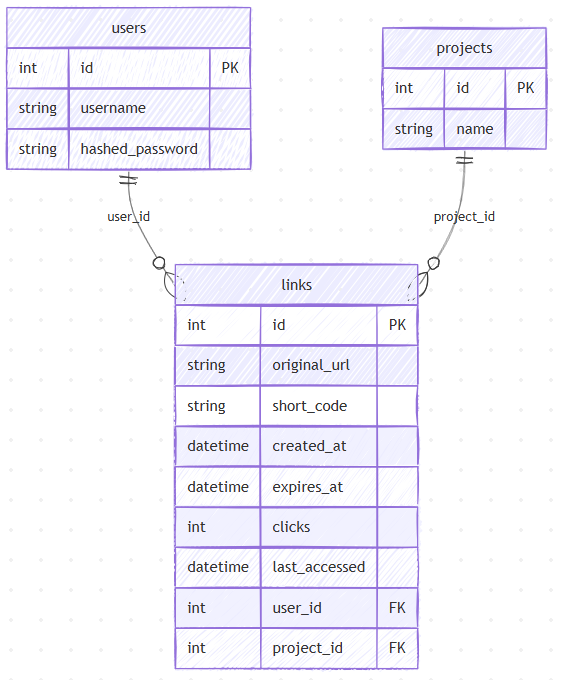 users
int id PK
string username
string hashed_password
projects
int id PK
string name
user_id
project_id
links
int id PK
string original_url
string short_code
datetime created_at
datetime expires_at
int clicks
datetime last_accessed
int user_id FK
int project_id FK